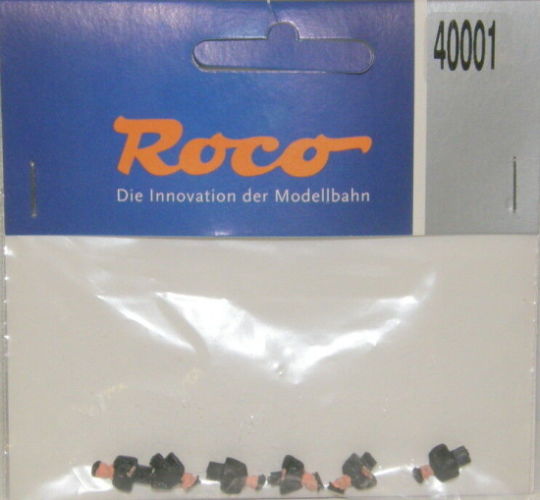 40001
Roco
Die Innovation der Modellbahn